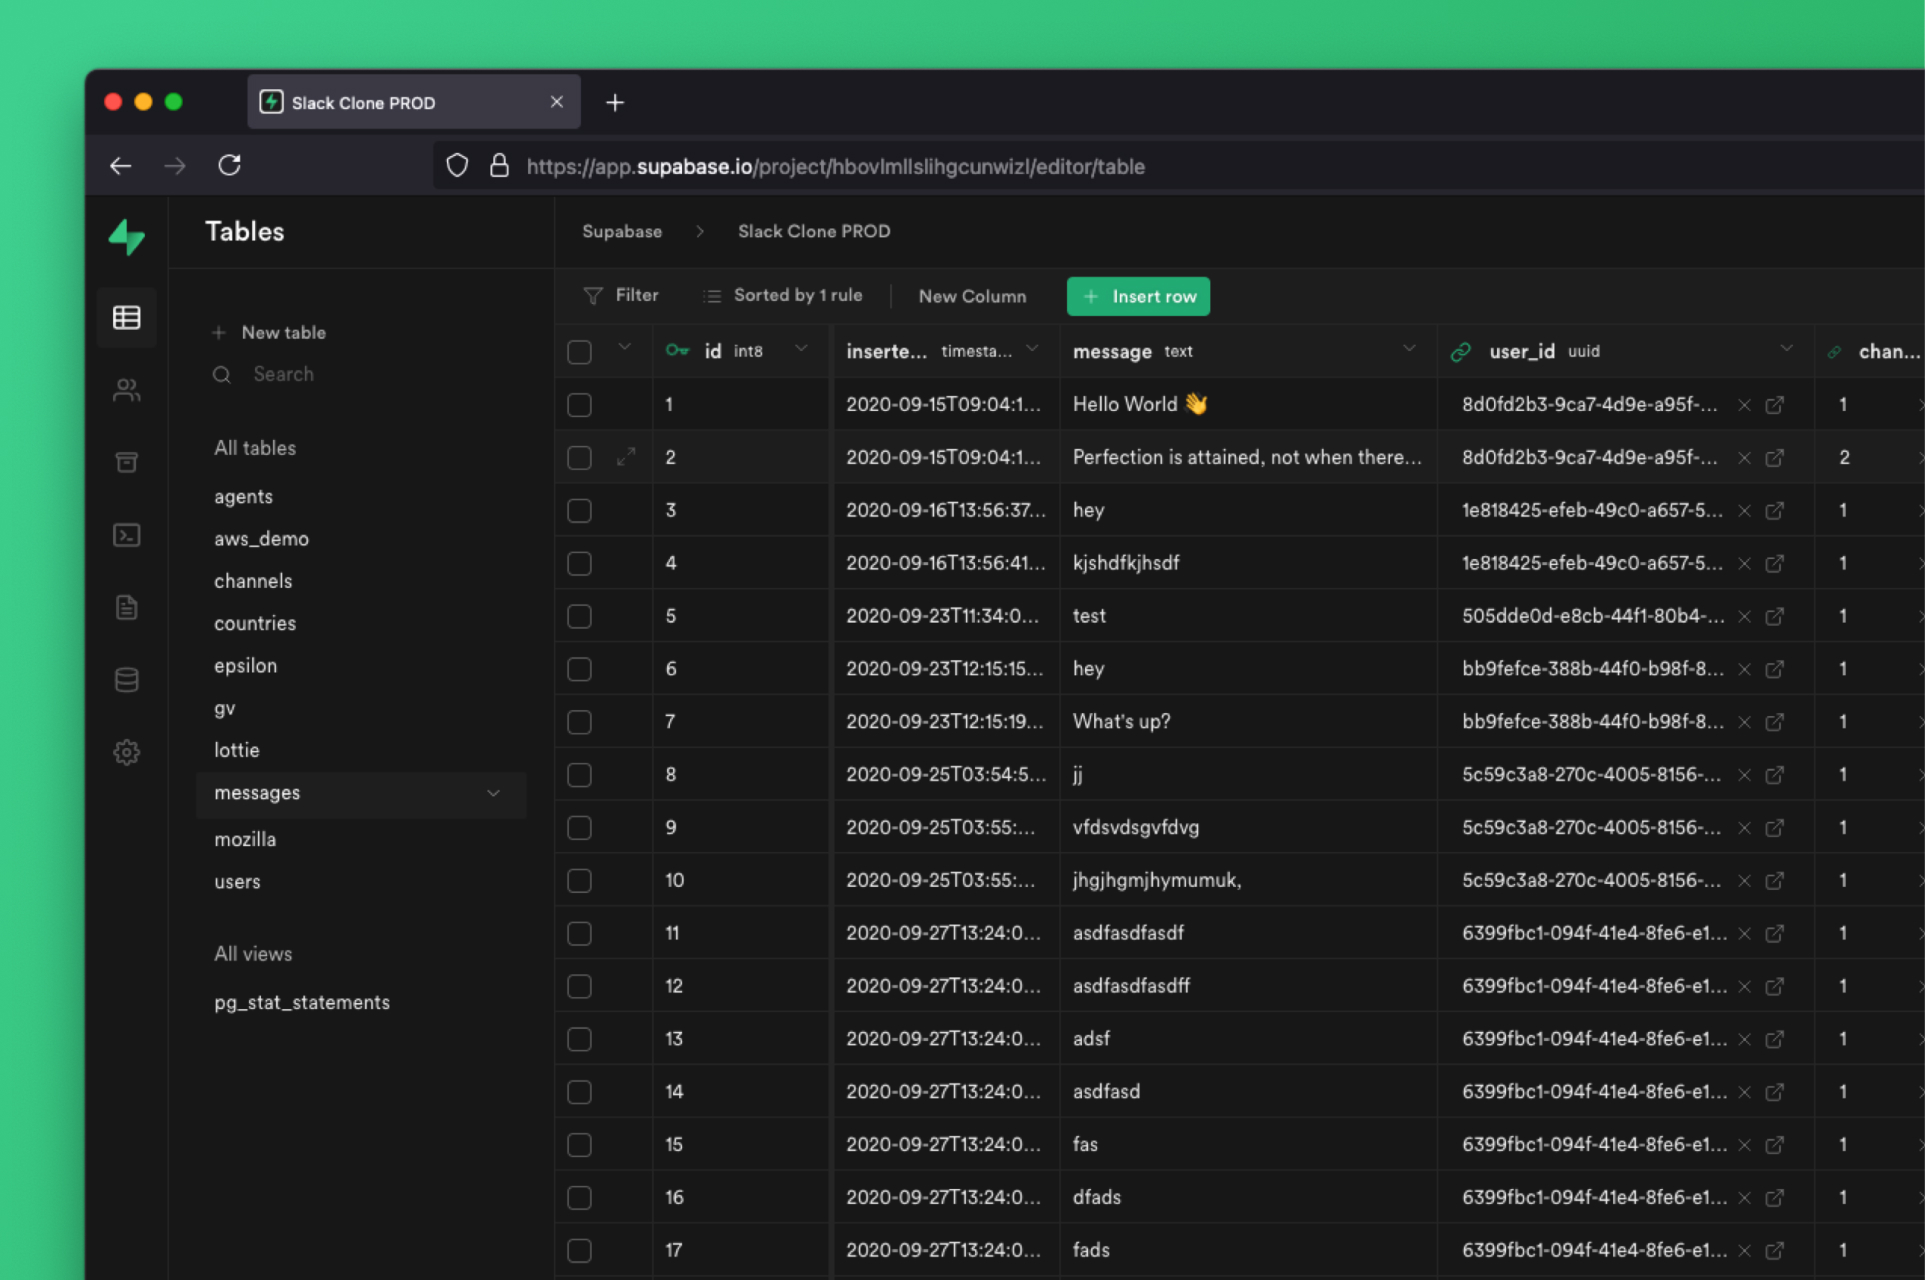 Slack Clone PROD
https://app.supabase.io/project/hbovlmllslihgcunwizl/editor/table
Tables
Supabase > Slack Clone PROD
Filter Sorted by 1 rule New Column + Insert row
+ New table
Search
All tables
agents
aws_demo
channels
countries
epsilon
gv
lottie
messages
mozilla
users
All views
pg_stat_statements
id int8 inserte... timesta... message text user_id uuid chan...
1 2020-09-15T09:04:1... Hello World 👋 8d0fd2b3-9ca7-4d9e-a95f-... 1
2 2020-09-15T09:04:1... Perfection is attained, not when there... 8d0fd2b3-9ca7-4d9e-a95f-... 2
3 2020-09-16T13:56:37... hey 1e818425-efeb-49c0-a657-5... 1
4 2020-09-16T13:56:41... kjshdfkjhsdf 1e818425-efeb-49c0-a657-5... 1
5 2020-09-23T11:34:0... test 505dde0d-e8cb-44f1-80b4-... 1
6 2020-09-23T12:15:15... hey bb9fefce-388b-44f0-b98f-8... 1
7 2020-09-23T12:15:19... What's up? bb9fefce-388b-44f0-b98f-8... 1
8 2020-09-25T03:54:5... jj 5c59c3a8-270c-4005-8156-... 1
9 2020-09-25T03:55:... vfdsvdsgvfdvg 5c59c3a8-270c-4005-8156-... 1
10 2020-09-25T03:55:... jhgjhgmjhymumuk, 5c59c3a8-270c-4005-8156-... 1
11 2020-09-27T13:24:0... asdfasdfasdf 6399fbc1-094f-41e4-8fe6-e1... 1
12 2020-09-27T13:24:0... asdfasdfasdff 6399fbc1-094f-41e4-8fe6-e1... 1
13 2020-09-27T13:24:0... adsf 6399fbc1-094f-41e4-8fe6-e1... 1
14 2020-09-27T13:24:0... asdfasd 6399fbc1-094f-41e4-8fe6-e1... 1
15 2020-09-27T13:24:0... fas 6399fbc1-094f-41e4-8fe6-e1... 1
16 2020-09-27T13:24:0... dfads 6399fbc1-094f-41e4-8fe6-e1... 1
17 2020-09-27T13:24:0... fads 6399fbc1-094f-41e4-8fe6-e1... 1